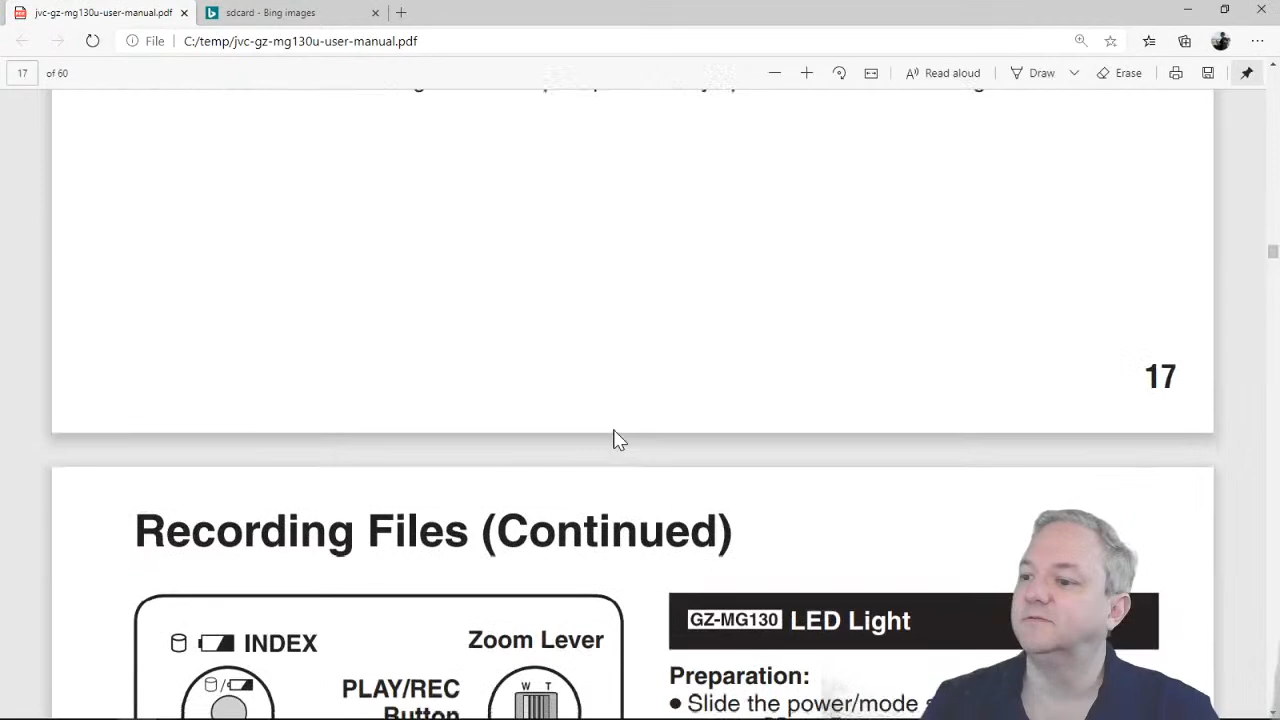 jvc-gz-mg130u-user-manual.pdf
sdcard - Bing images
File
C:/temp/jvc-gz-mg130u-user-manual.pdf
17 of 60
Read aloud
Draw
Erase
17
Recording Files (Continued)
INDEX
Zoom Lever
PLAY/REC
Button
W T
GZ-MG130 LED Light
Preparation:
● Slide the power/mode